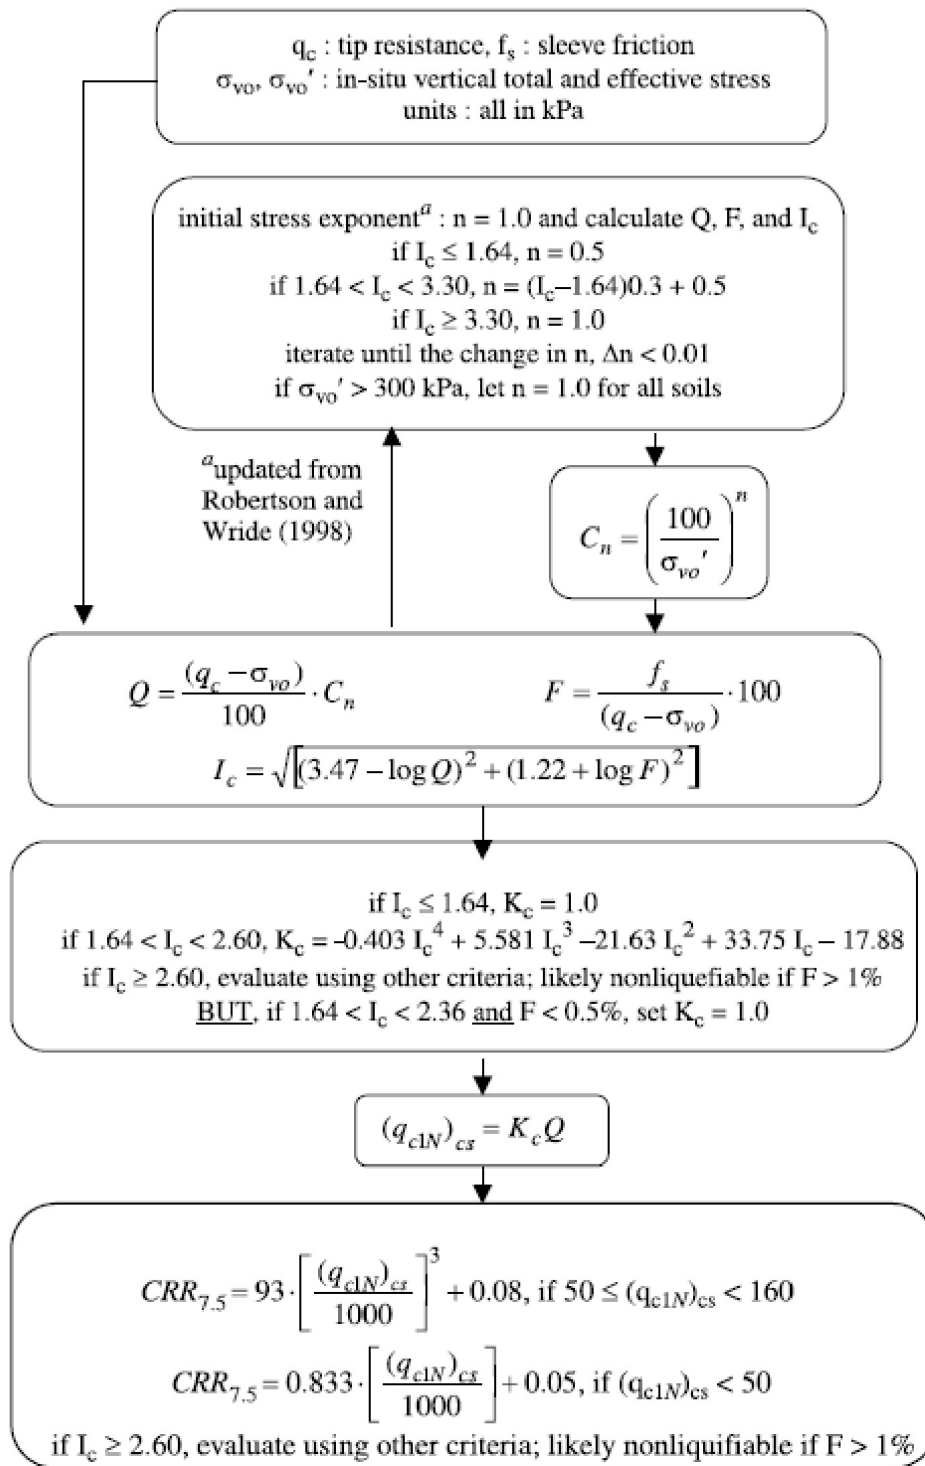 q_c : tip resistance, f_s : sleeve friction
σ_vo, σ_vo′ : in-situ vertical total and effective stress
units : all in kPa
initial stress exponent^a : n = 1.0 and calculate Q, F, and I_c
if I_c ≤ 1.64, n = 0.5
if 1.64 < I_c < 3.30, n = (I_c–1.64)0.3 + 0.5
if I_c ≥ 3.30, n = 1.0
iterate until the change in n, Δn < 0.01
if σ_vo′ > 300 kPa, let n = 1.0 for all soils
^a updated from
Robertson and
Wride (1998)
C_n = (100 / σ_vo′)^n
Q = (q_c – σ_vo) / 100 · C_n
F = f_s / (q_c – σ_vo) · 100
I_c = √[(3.47 – log Q)^2 + (1.22 + log F)^2]
if I_c ≤ 1.64, K_c = 1.0
if 1.64 < I_c < 2.60, K_c = –0.403 I_c^4 + 5.581 I_c^3 –21.63 I_c^2 + 33.75 I_c – 17.88
if I_c ≥ 2.60, evaluate using other criteria; likely nonliquefiable if F > 1%
BUT, if 1.64 < I_c < 2.36 and F < 0.5%, set K_c = 1.0
(q_c1N)_cs = K_c Q
CRR_7.5 = 93 · [(q_c1N)_cs / 1000]^3 + 0.08, if 50 ≤ (q_c1N)_cs < 160
CRR_7.5 = 0.833 · [(q_c1N)_cs / 1000] + 0.05, if (q_c1N)_cs < 50
if I_c ≥ 2.60, evaluate using other criteria; likely nonliquifiable if F > 1%